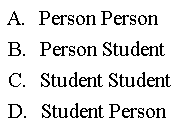 A. Person Person
B. Person Student
C. Student Student
D. Student Person